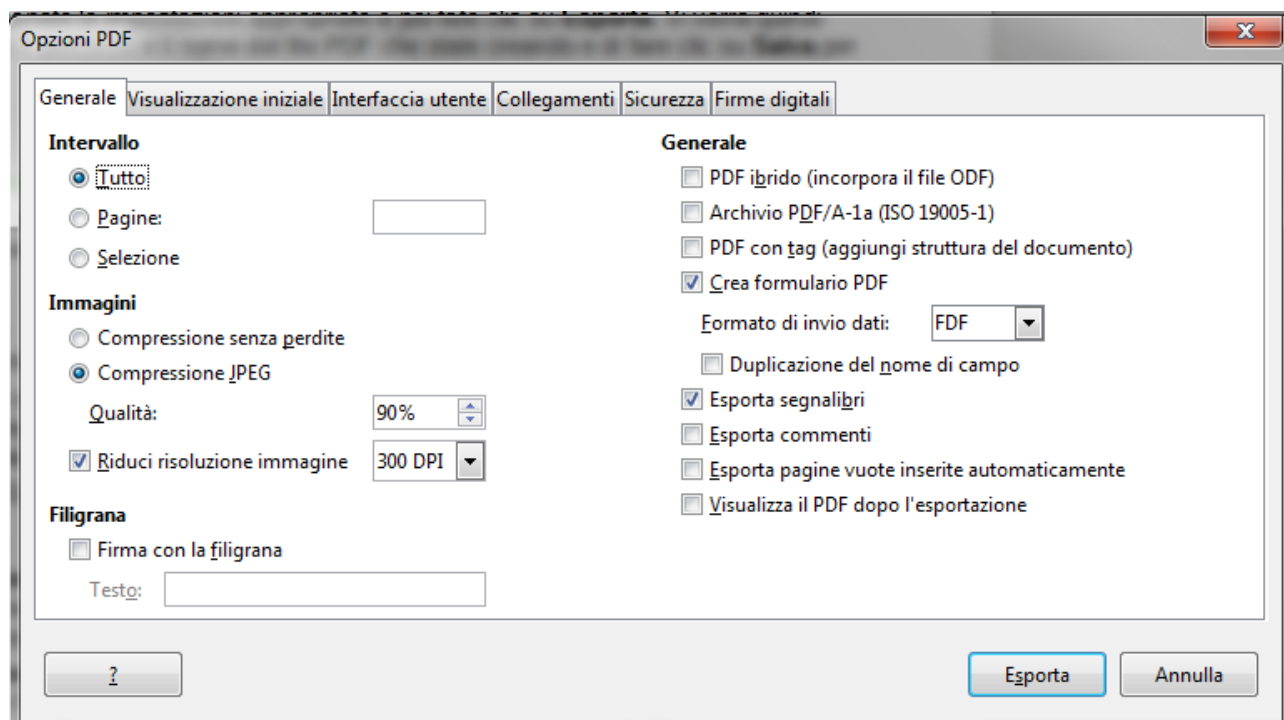 Opzioni PDF
Generale Visualizzazione iniziale Interfaccia utente Collegamenti Sicurezza Firme digitali
Intervallo
Tutto
Pagine:
Selezione
Immagini
Compressione senza perdite
Compressione JPEG
Qualità: 90%
Riduci risoluzione immagine 300 DPI
Filigrana
Firma con la filigrana
Testo:
Generale
PDF ibrido (incorpora il file ODF)
Archivio PDF/A-1a (ISO 19005-1)
PDF con tag (aggiungi struttura del documento)
Crea formulario PDF
Formato di invio dati: FDF
Duplicazione del nome di campo
Esporta segnalibri
Esporta commenti
Esporta pagine vuote inserite automaticamente
Visualizza il PDF dopo l'esportazione
? Esporta Annulla